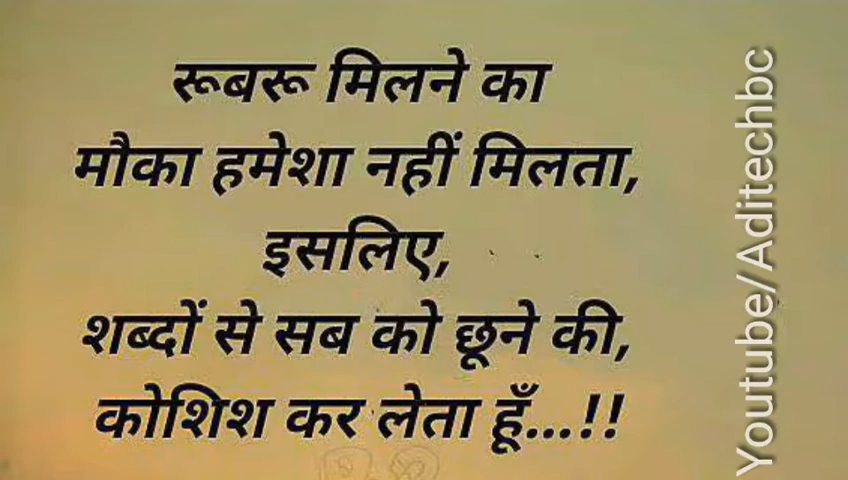 रूबरू मिलने का
मौका हमेशा नहीं मिलता,
इसलिए,
शब्दों से सब को छूने की,
कोशिश कर लेता हूँ...!!
Youtube/Aditechbc